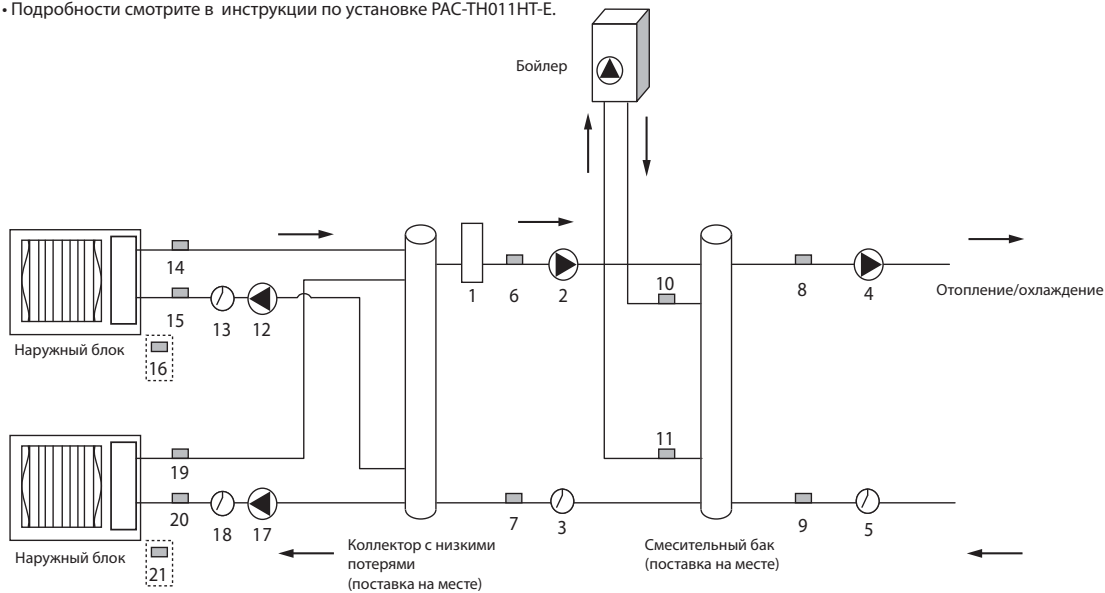 • Подробности смотрите в инструкции по установке PAC-TH011HT-E.
Бойлер
14
15
13
12
Наружный блок
16
1
6
2
10
8
4
Отопление/охлаждение
11
19
20
18
17
Наружный блок
21
Коллектор с низкими
потерями
(поставка на месте)
7
3
Смесительный бак
(поставка на месте)
9
5